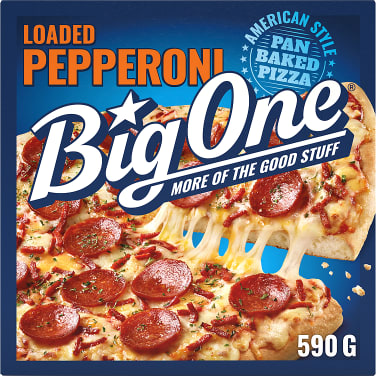 LOADED
PEPPERONI
AMERICAN STYLE
PAN
BAKED
PIZZA
BigOne®
MORE OF THE GOOD STUFF
590 G